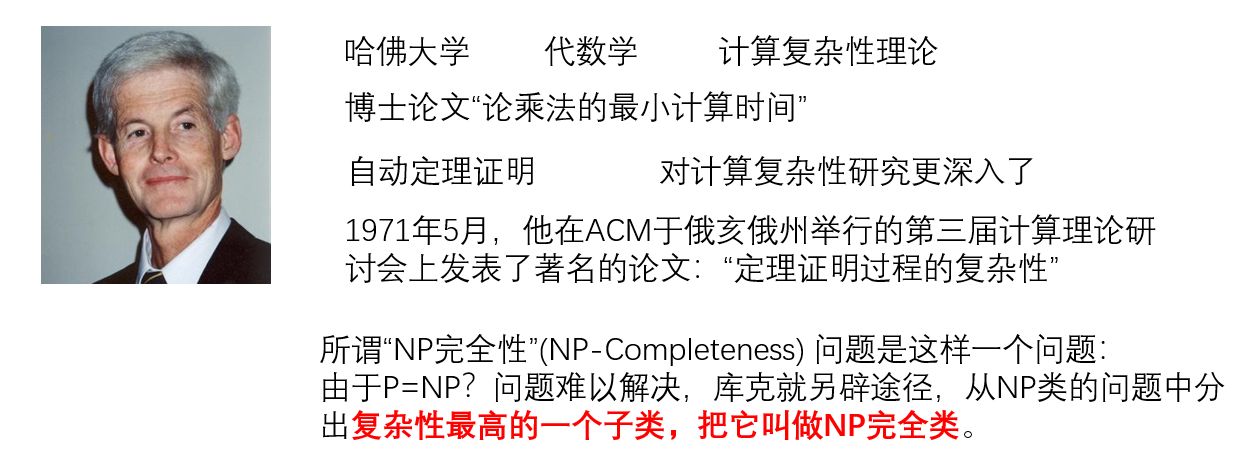 哈佛大学 代数学 计算复杂性理论
博士论文“论乘法的最小计算时间”
自动定理证明 对计算复杂性研究更深入了
1971年5月，他在ACM于俄亥俄州举行的第三届计算理论研
讨会上发表了著名的论文：“定理证明过程的复杂性”
所谓“NP完全性”(NP-Completeness) 问题是这样一个问题：
由于P=NP？问题难以解决，库克就另辟途径，从NP类的问题中分
出复杂性最高的一个子类，把它叫做NP完全类。